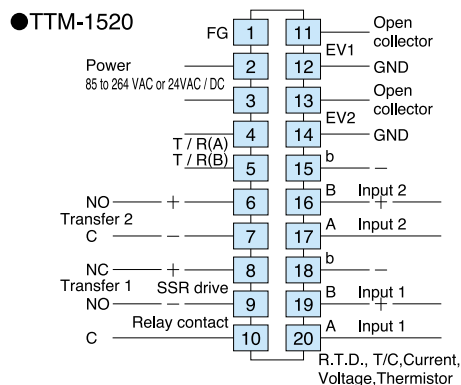 ●TTM-1520
FG 1 11 Open collector
EV1
Power 2 12 GND
85 to 264 VAC or 24VAC / DC
3 13 Open collector
EV2
4 14 GND
T / R(A)
T / R(B)
5 15 b −
NO + 6 16 B Input 2 +
Transfer 2
C − 7 17 A Input 2
NC + 8 18 b −
Transfer 1 SSR drive
NO − 9 19 B Input 1 +
Relay contact
C 10 20 A Input 1
R.T.D., T/C,Current,
Voltage,Thermistor